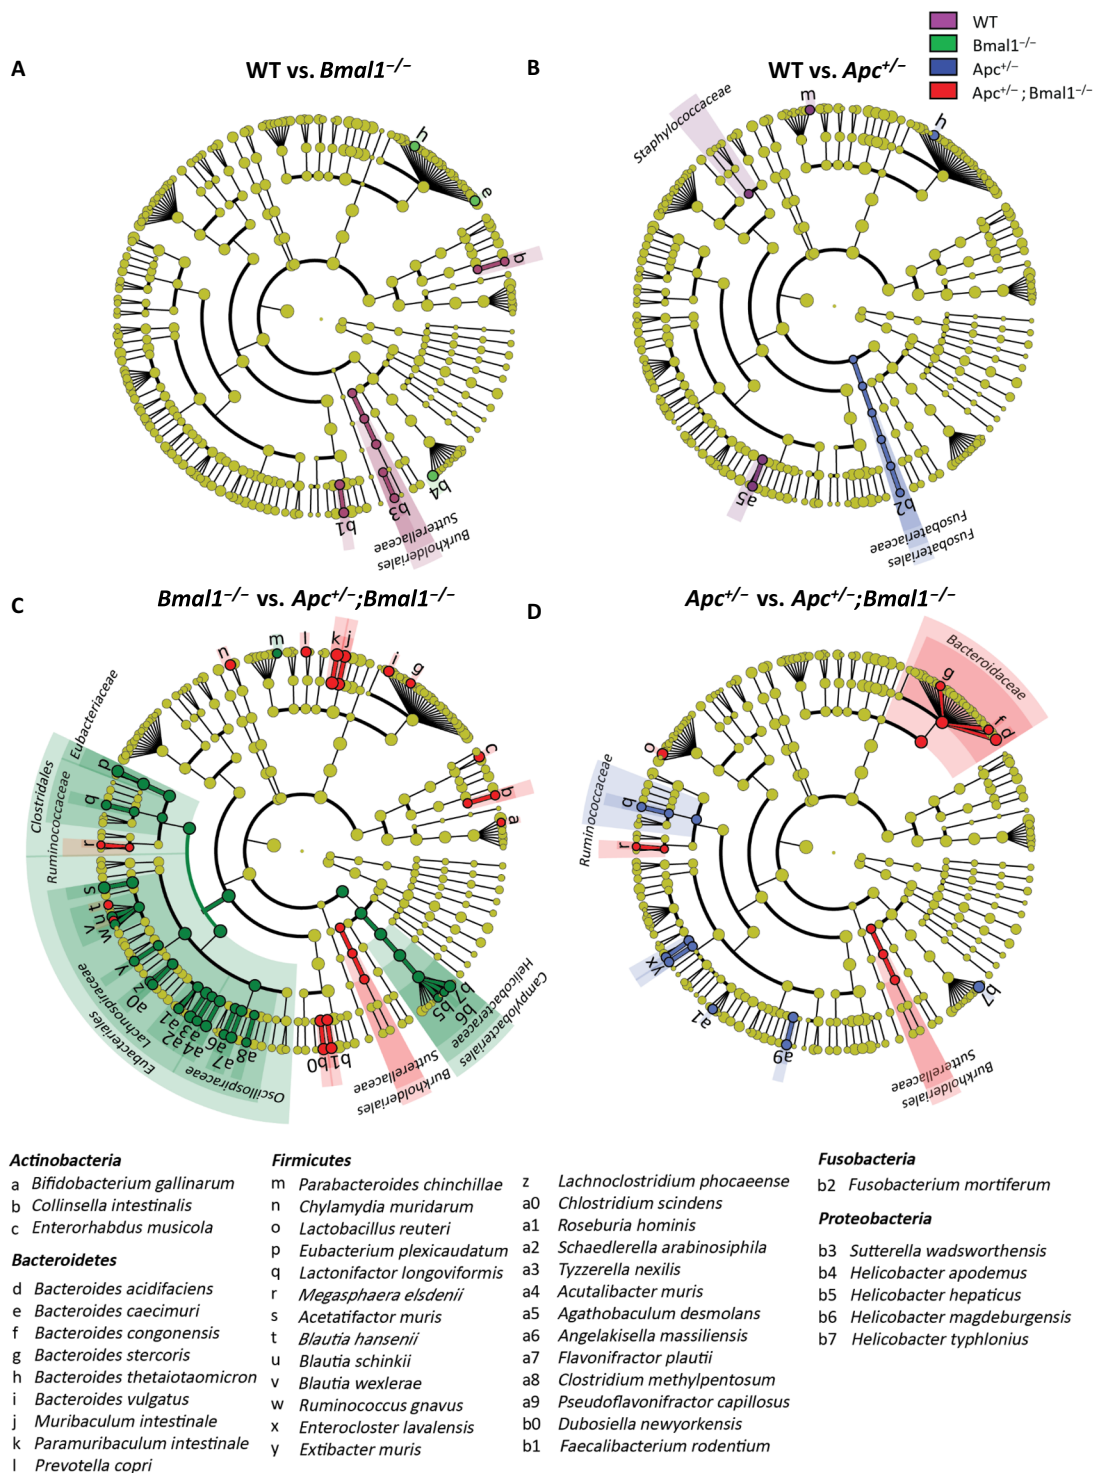 WT
Bmal1−/−
Apc+/−
Apc+/− ; Bmal1−/−
A
WT vs. Bmal1−/−
h
e
b
b4
b3
b1
Sutterellaceae
Burkholderiales
B
WT vs. Apc+/−
Staphylococcaceae
m
h
a5
b2
Fusobateriaceae
Fusobateriales
C
Bmal1−/− vs. Apc+/−;Bmal1−/−
n
m
l
k
j
i
g
c
b
a
Eubacteriaceae
Clostridales
Ruminococcaceae
d
b
r
s
t
u
v
w
y
z
a0
a1
a3
a2
a4
a6
a7
a8
Lachnospiraceae
Eubacteriales
Oscillospiraceae
b0
b1
Sutterellaceae
Burkholderiales
b7
b6
b5
Helicobacteraceae
Campylobacteriales
D
Apc+/− vs. Apc+/−;Bmal1−/−
Bacteroidaceae
g
f
d
o
Ruminoccaceae
b
r
x
y
a1
a9
b7
Sutterellaceae
Burkholderiales
Actinobacteria
a Bifidobacterium gallinarum
b Collinsella intestinalis
c Enterorhabdus musicola
Bacteroidetes
d Bacteroides acidifaciens
e Bacteroides caecimuri
f Bacteroides congonensis
g Bacteroides stercoris
h Bacteroides thetaiotaomicron
i Bacteroides vulgatus
j Muribaculum intestinale
k Paramuribaculum intestinale
l Prevotella copri
Firmicutes
m Parabacteroides chinchillae
n Chylamydia muridarum
o Lactobacillus reuteri
p Eubacterium plexicaudatum
q Lactonifactor longoviformis
r Megasphaera elsdenii
s Acetatifactor muris
t Blautia hansenii
u Blautia schinkii
v Blautia wexlerae
w Ruminococcus gnavus
x Enterocloster lavalensis
y Extibacter muris
z Lachnoclostridium phocaeense
a0 Chlostridium scindens
a1 Roseburia hominis
a2 Schaedlerella arabinosiphila
a3 Tyzzerella nexilis
a4 Acutalibacter muris
a5 Agathobaculum desmolans
a6 Angelakisella massiliensis
a7 Flavonifractor plautii
a8 Clostridium methylpentosum
a9 Pseudoflavonifractor capillosus
b0 Dubosiella newyorkensis
b1 Faecalibacterium rodentium
Fusobacteria
b2 Fusobacterium mortiferum
Proteobacteria
b3 Sutterella wadsworthensis
b4 Helicobacter apodemus
b5 Helicobacter hepaticus
b6 Helicobacter magdeburgensis
b7 Helicobacter typhlonius